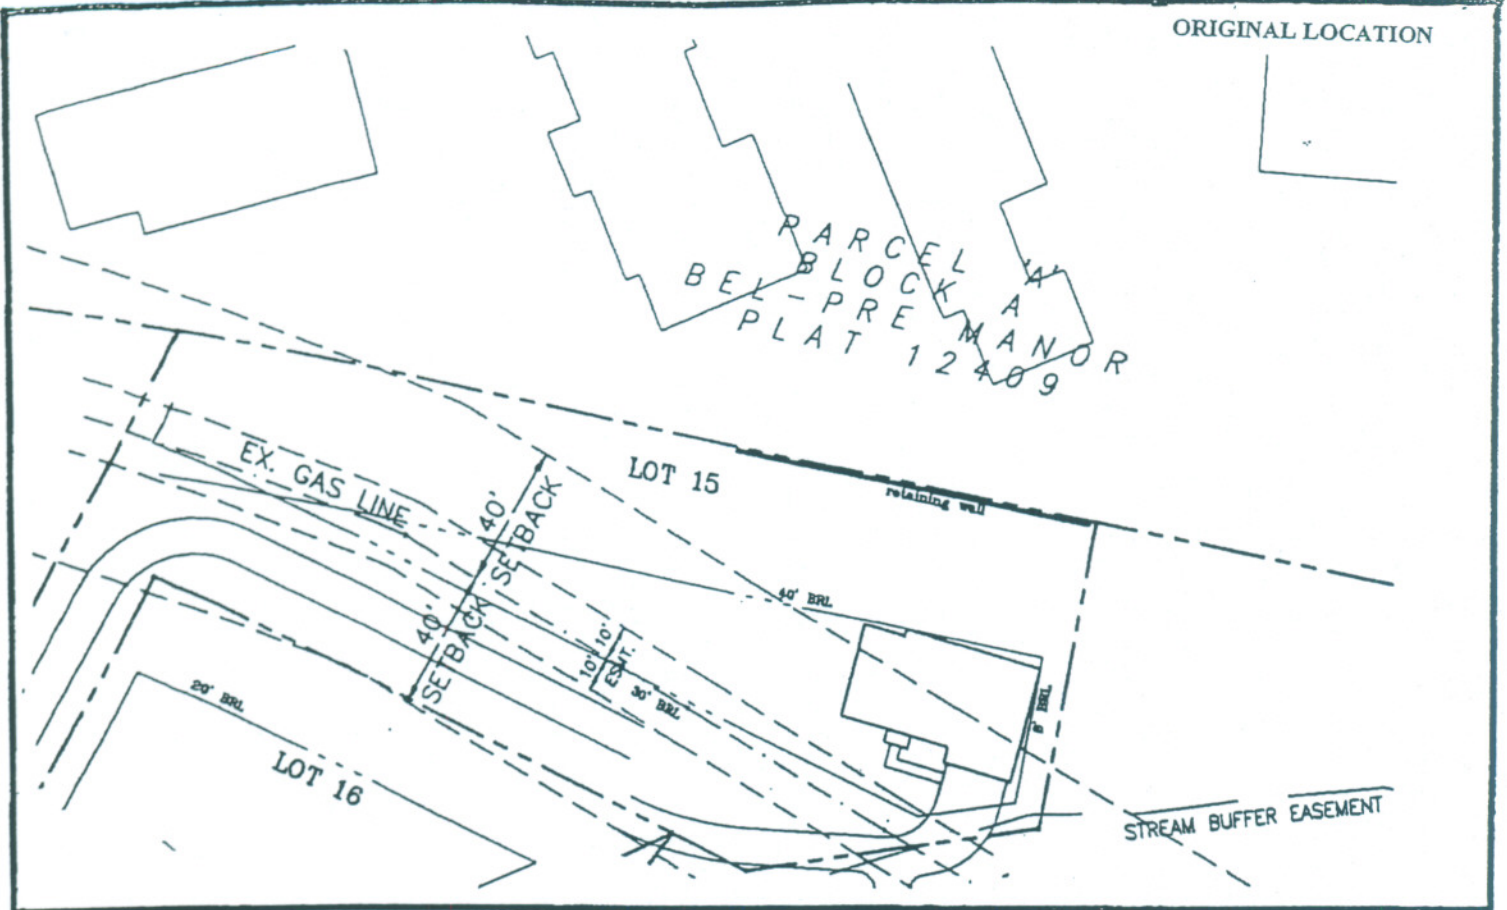 ORIGINAL LOCATION
PARCEL 'A'
BLOCK A
BEL-PRE MANOR
PLAT 12409
EX. GAS LINE
LOT 15
retaining wall
40'
SETBACK
40'
SETBACK
40' BRL
10' 10'
ESMT.
30' BRL
8' BRL
20' BRL
LOT 16
STREAM BUFFER EASEMENT